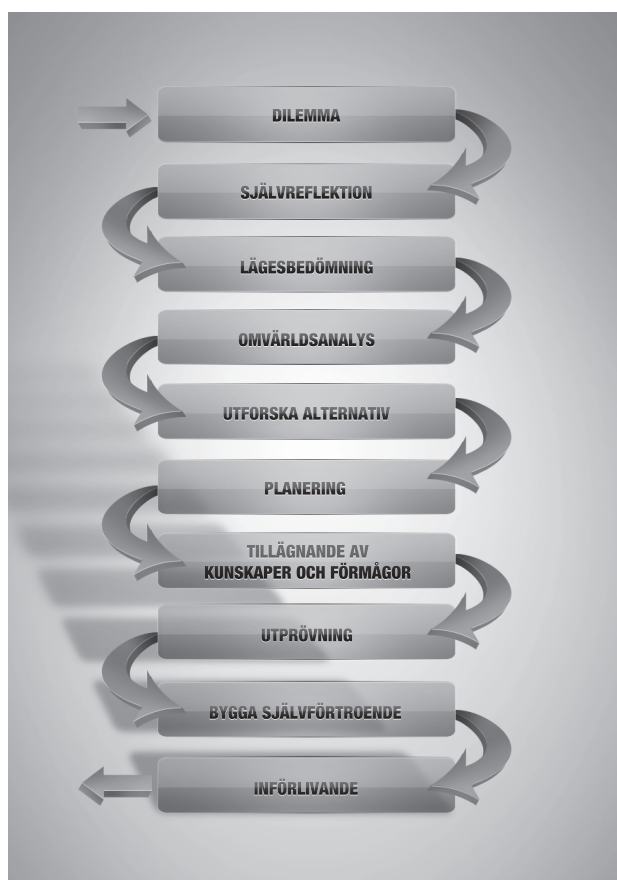 DILEMMA
SJÄLVREFLEKTION
LÄGESBEDÖMNING
OMVÄRLDSANALYS
UTFORSKA ALTERNATIV
PLANERING
TILLÄGNANDE AV
KUNSKAPER OCH FÖRMÅGOR
UTPRÖVNING
BYGGA SJÄLVFÖRTROENDE
INFÖRLIVANDE